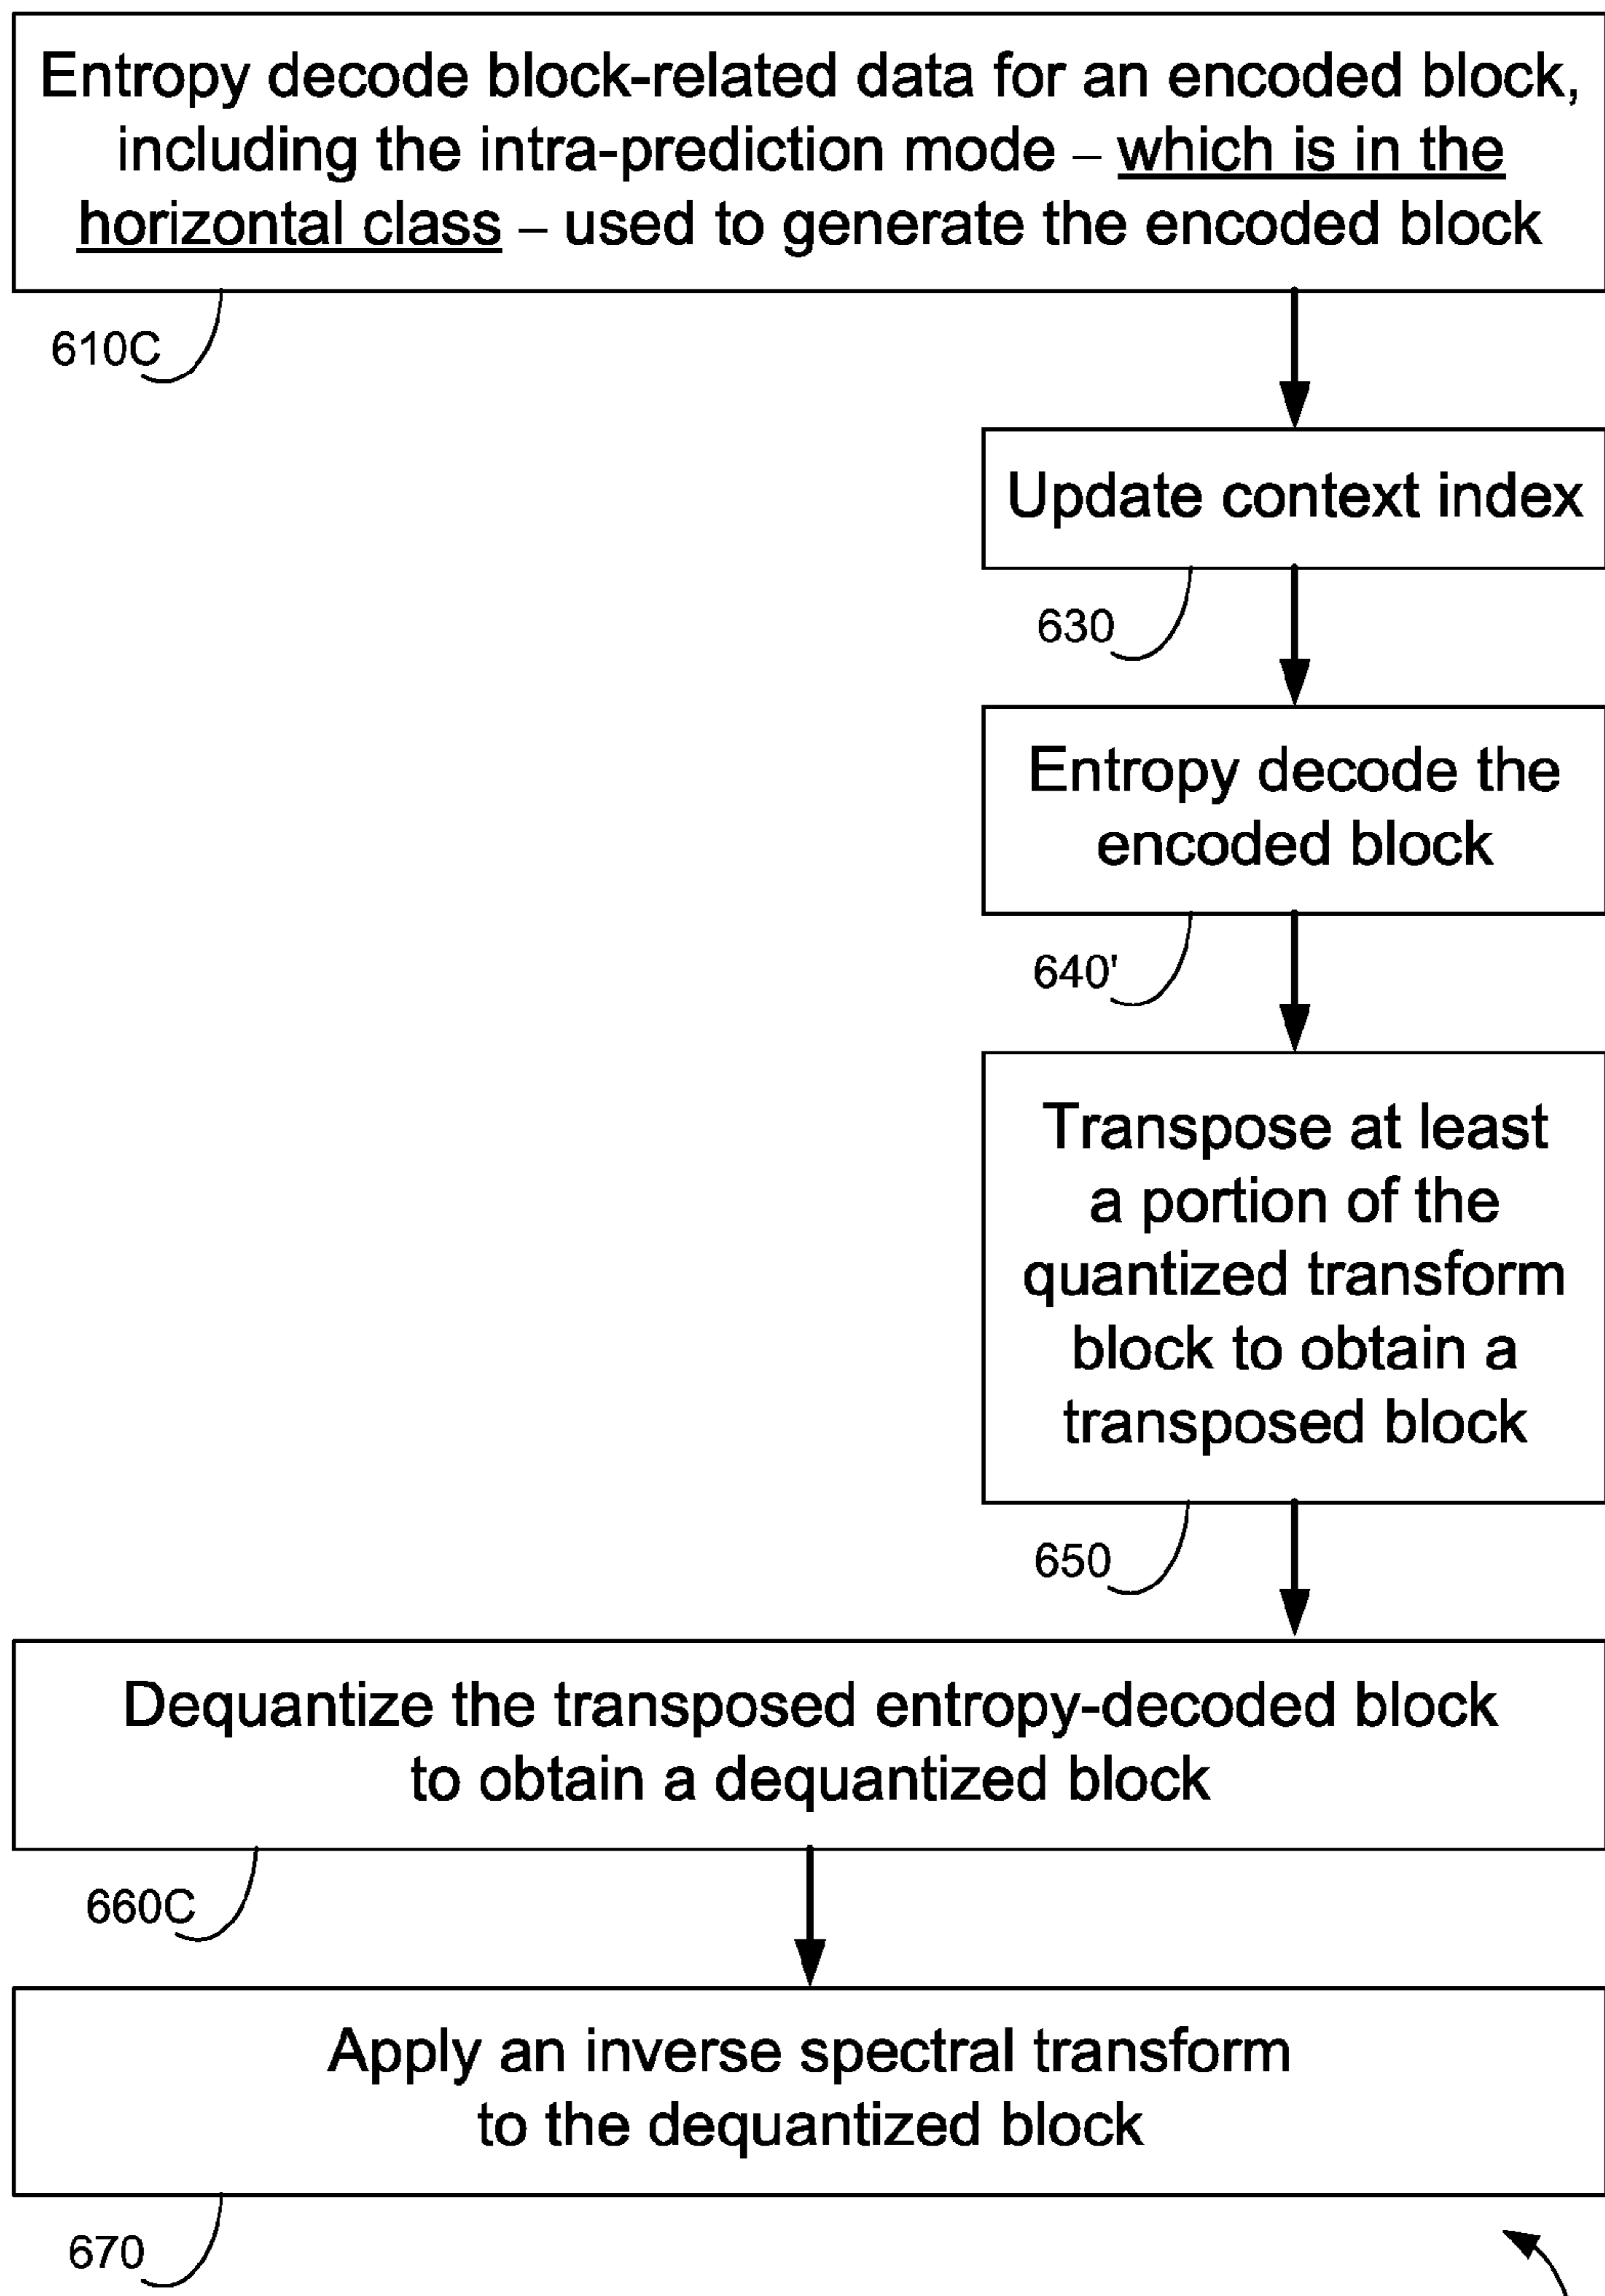 Entropy decode block-related data for an encoded block,
including the intra-prediction mode – which is in the
horizontal class – used to generate the encoded block
610C
Update context index
630
Entropy decode the
encoded block
640'
Transpose at least
a portion of the
quantized transform
block to obtain a
transposed block
650
Dequantize the transposed entropy-decoded block
to obtain a dequantized block
660C
Apply an inverse spectral transform
to the dequantized block
670